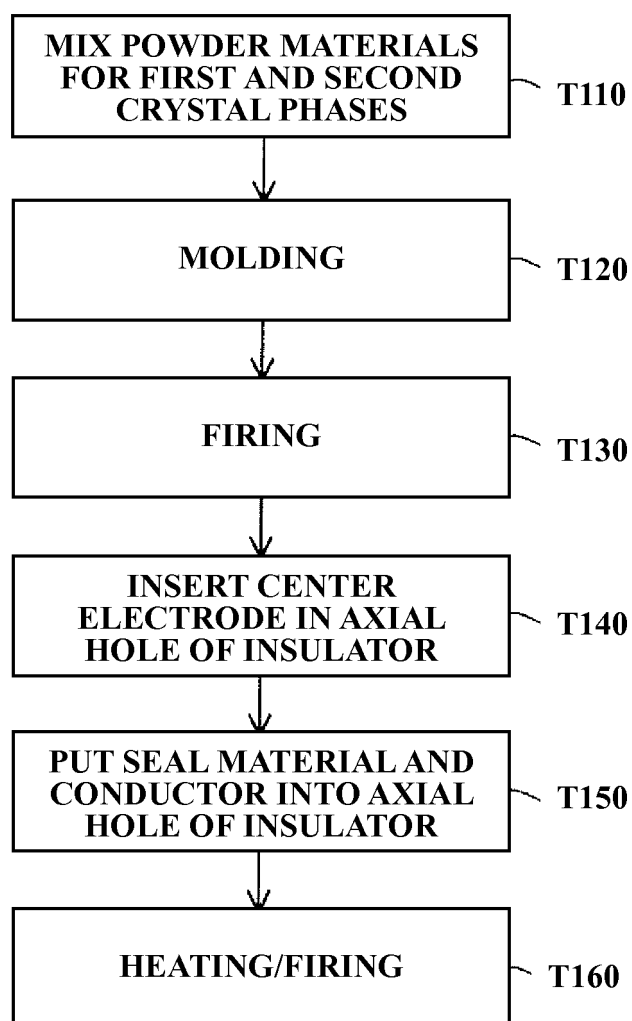 MIX POWDER MATERIALS
FOR FIRST AND SECOND
CRYSTAL PHASES
T110
MOLDING
T120
FIRING
T130
INSERT CENTER
ELECTRODE IN AXIAL
HOLE OF INSULATOR
T140
PUT SEAL MATERIAL AND
CONDUCTOR INTO AXIAL
HOLE OF INSULATOR
T150
HEATING/FIRING
T160